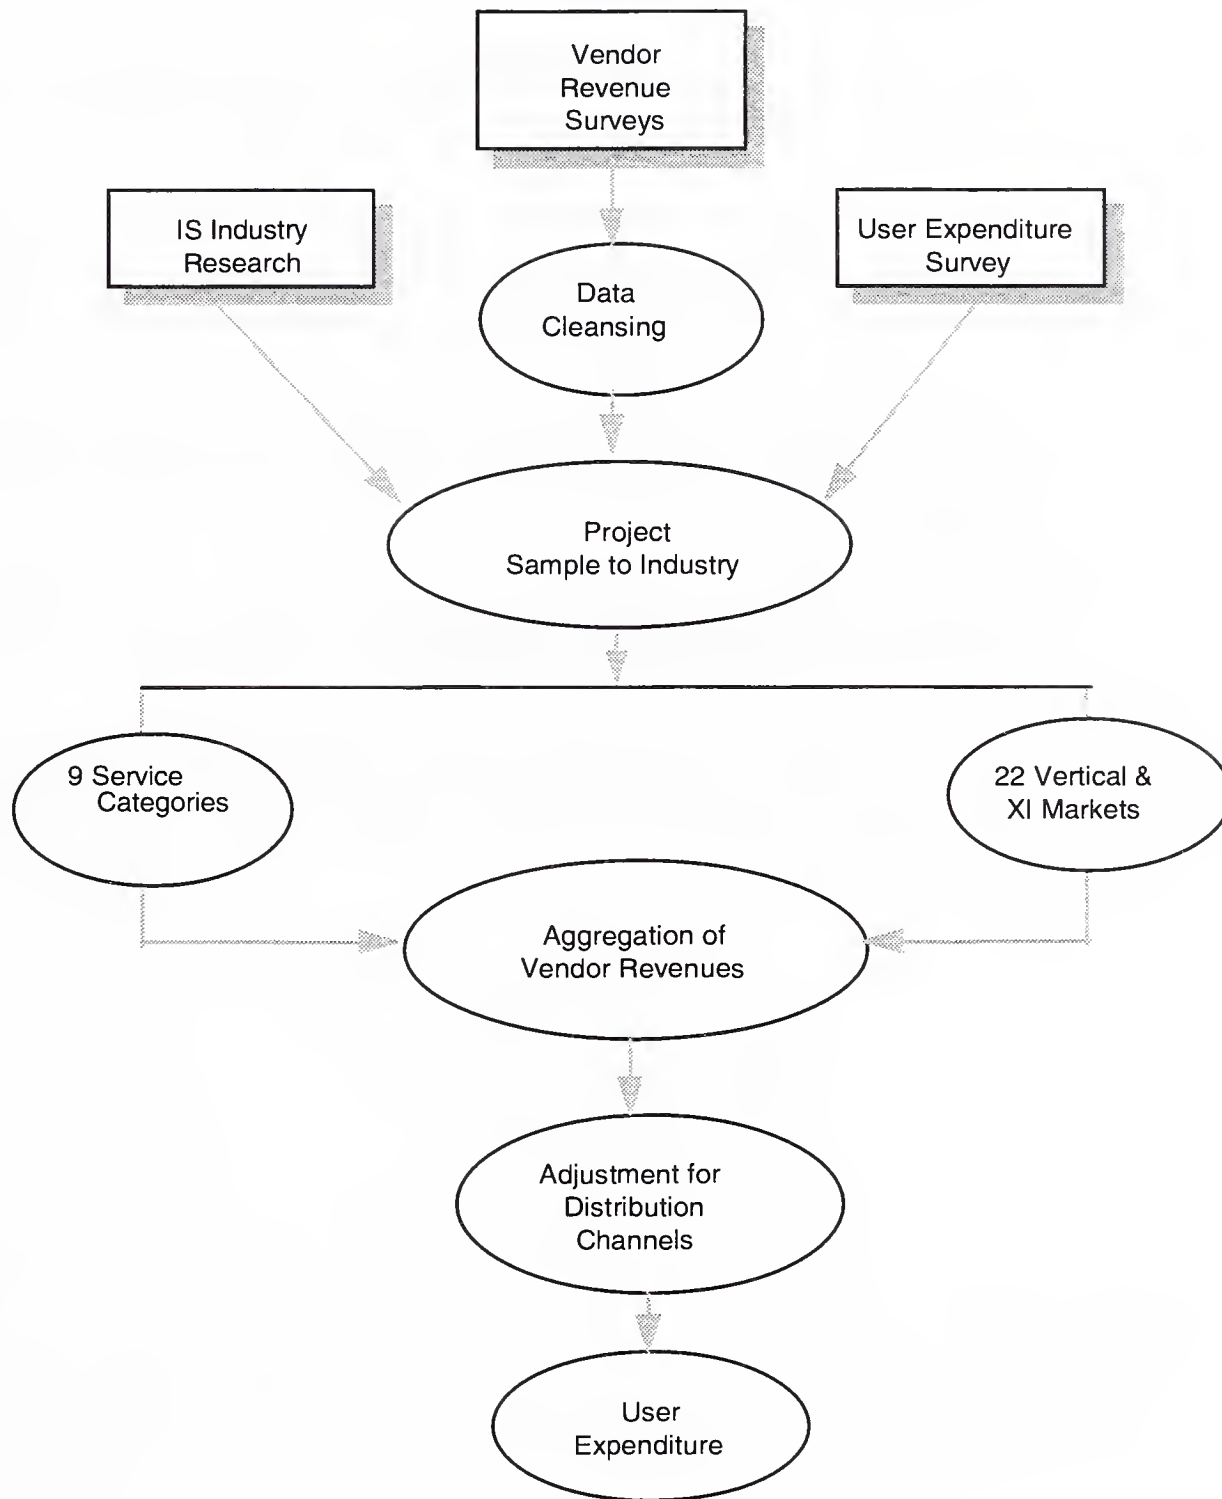 Vendor
Revenue
Surveys
IS Industry
Research
User Expenditure
Survey
Data
Cleansing
Project
Sample to Industry
9 Service
Categories
22 Vertical &
XI Markets
Aggregation of
Vendor Revenues
Adjustment for
Distribution
Channels
User
Expenditure